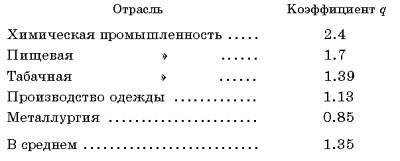 Отрасль Коэффициент q
Химическая промышленность ..... 2.4
Пищевая » ...... 1.7
Табачная » ...... 1.39
Производство одежды ............. 1.13
Металлургия ....................... 0.85
В среднем .......................... 1.35